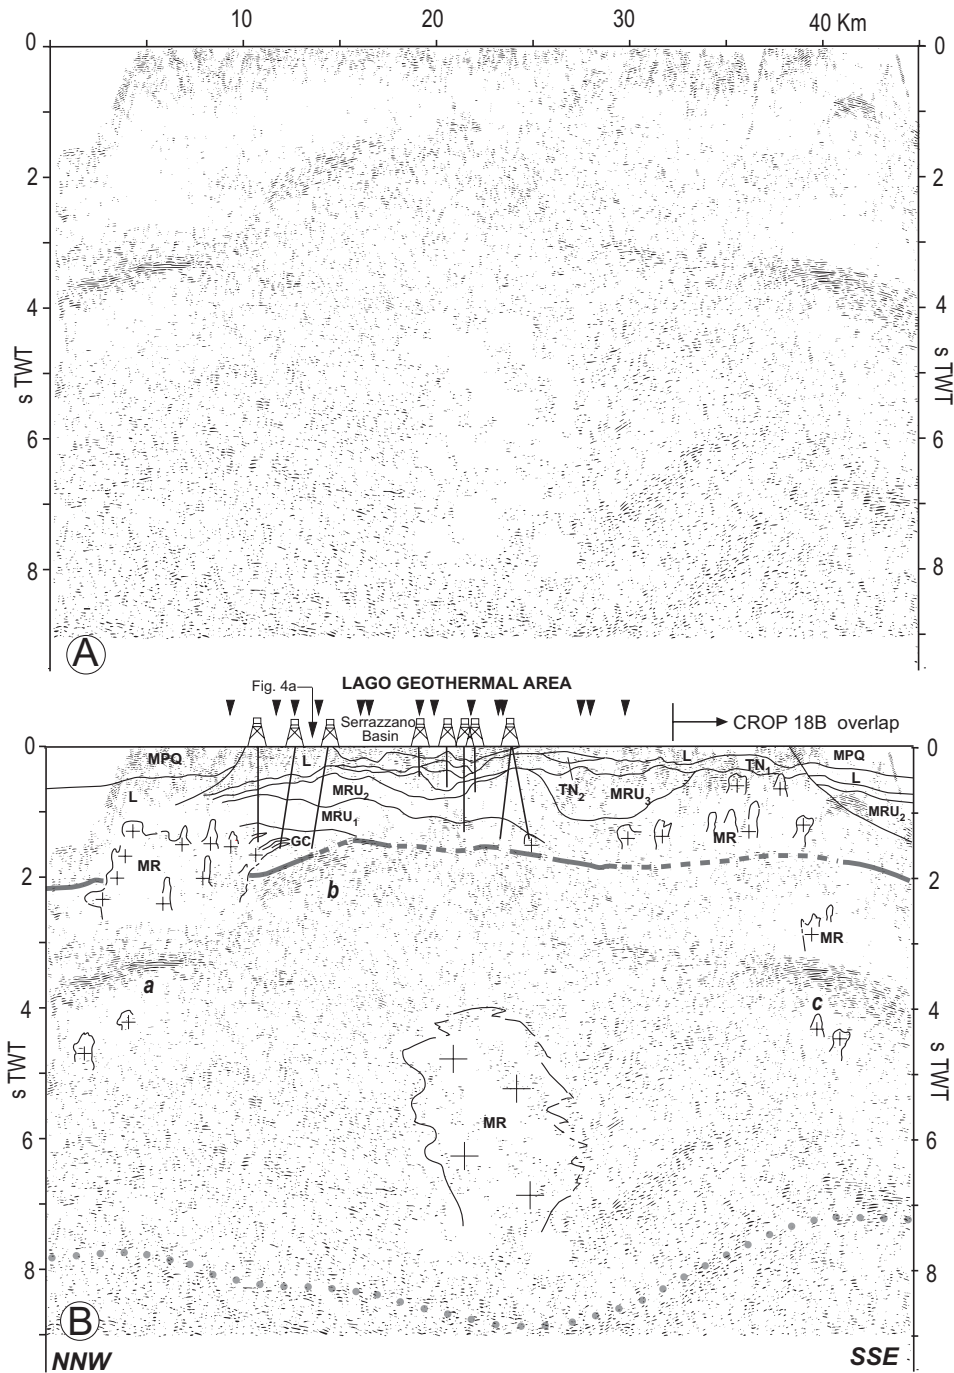 10 20 30 40 Km
0 0
2 2
4 4
s TWT s TWT
6 6
8 8
A
Fig. 4a LAGO GEOTHERMAL AREA
Serrazzano
Basin
CROP 18B overlap
0 0
MPQ L L MPQ
TN1
L
L
MRU2 TN2 MRU3 MRU2
MRU1
GC MR
MR
2 2
b
MR
a c
4 4
s TWT s TWT
MR
6 6
8 8
B
NNW SSE